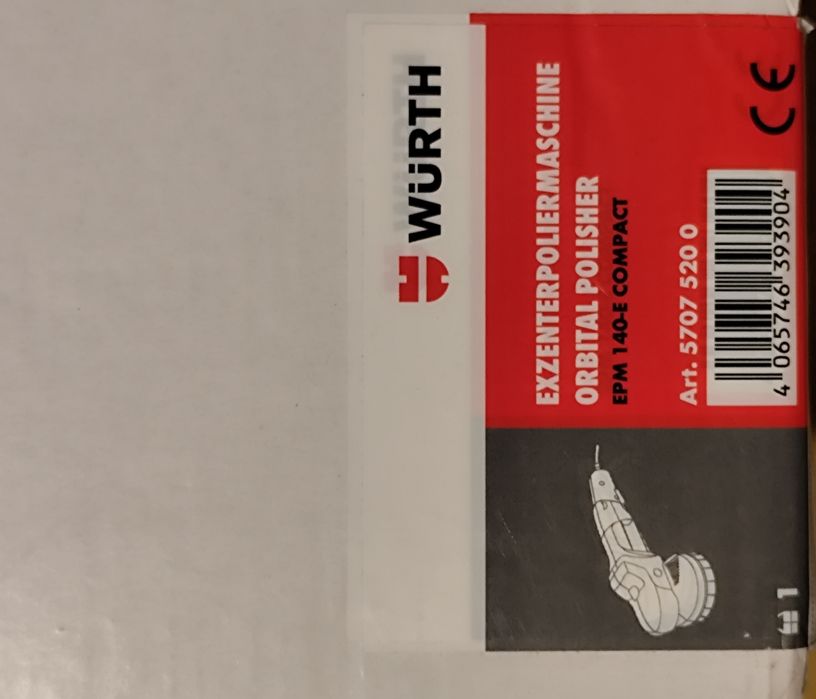 WÜRTH
EXZENTERPOLIERMASCHINE
ORBITAL POLISHER
EPM 140-E COMPACT
Art. 5707 520 0
4 065746 393904
CE
1